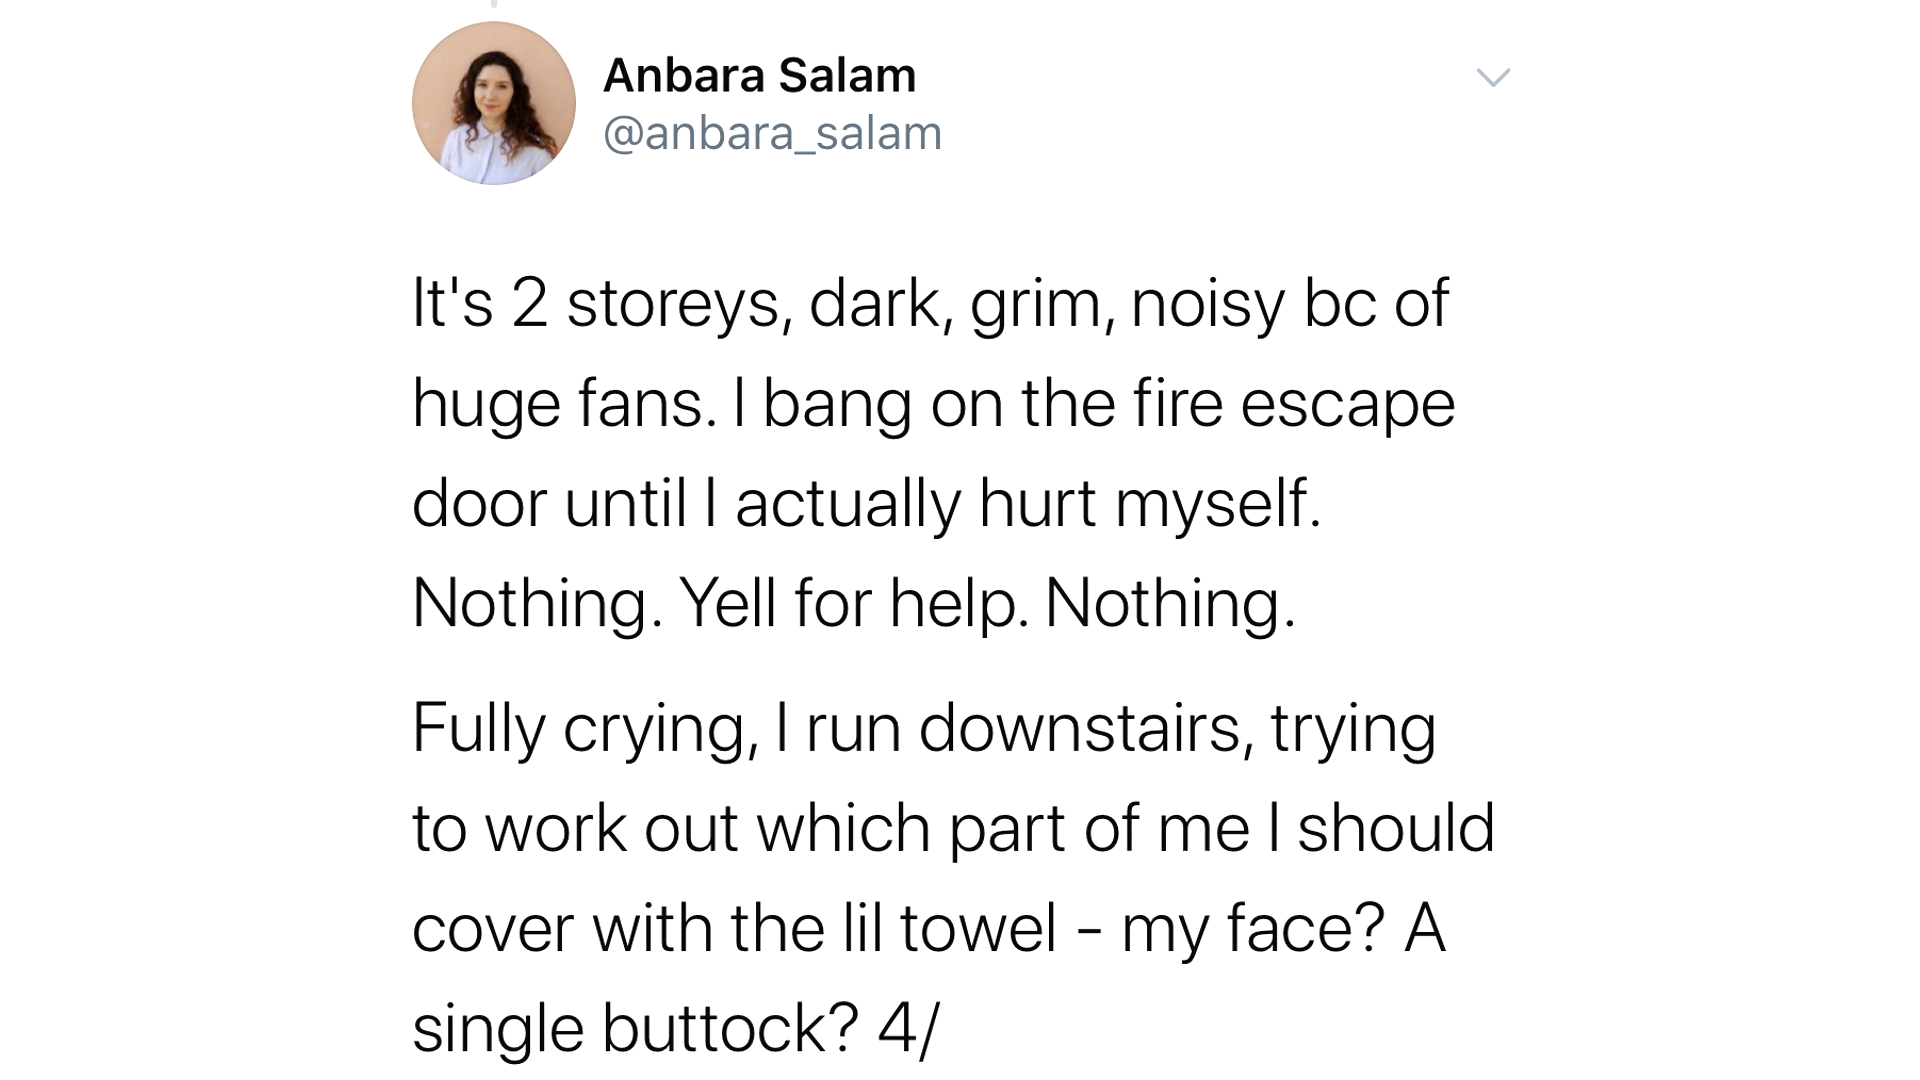 Anbara Salam
@anbara_salam
It's 2 storeys, dark, grim, noisy bc of
huge fans. I bang on the fire escape
door until I actually hurt myself.
Nothing. Yell for help. Nothing.
Fully crying, I run downstairs, trying
to work out which part of me I should
cover with the lil towel - my face? A
single buttock? 4/